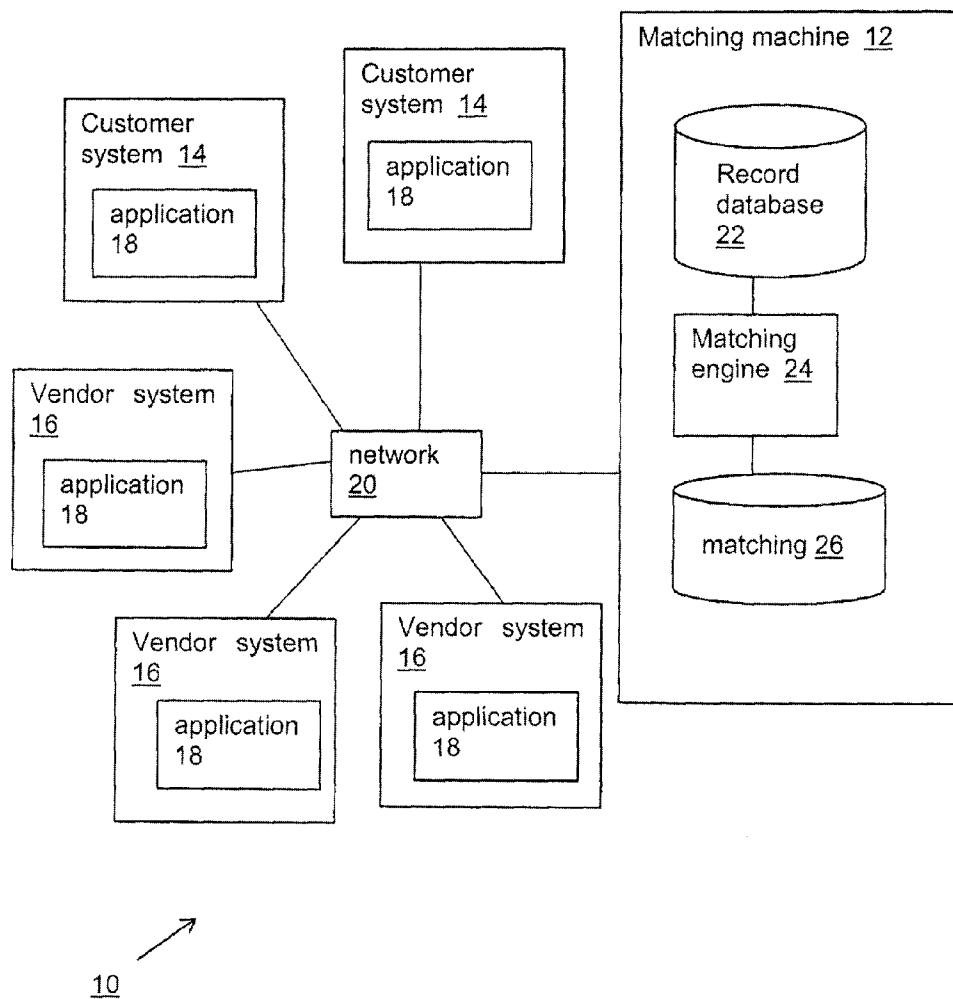 Matching machine 12
Customer
system 14
application
18
Customer
system 14
application
18
Record
database
22
Matching
engine 24
Vendor system
16
application
18
network
20
matching 26
Vendor system
16
application
18
Vendor system
16
application
18
10